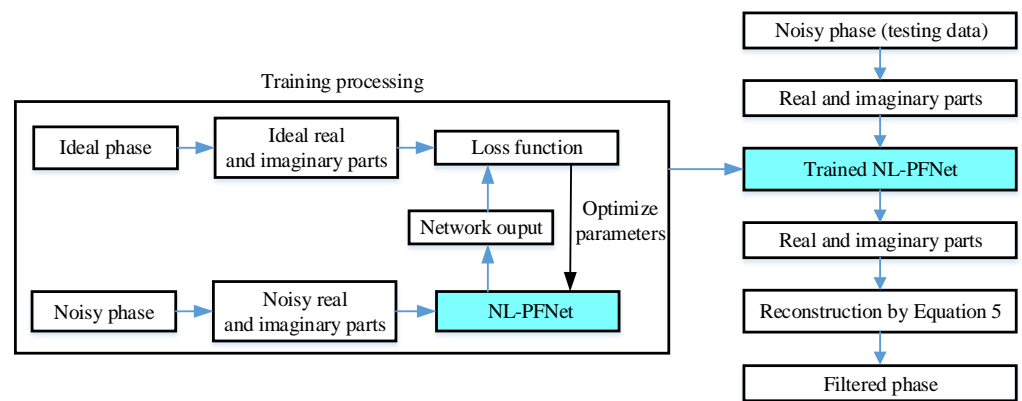 Training processing
Ideal phase
Ideal real
and imaginary parts
Loss function
Network ouput
Optimize
parameters
Noisy phase
Noisy real
and imaginary parts
NL-PFNet
Noisy phase (testing data)
Real and imaginary parts
Trained NL-PFNet
Real and imaginary parts
Reconstruction by Equation 5
Filtered phase